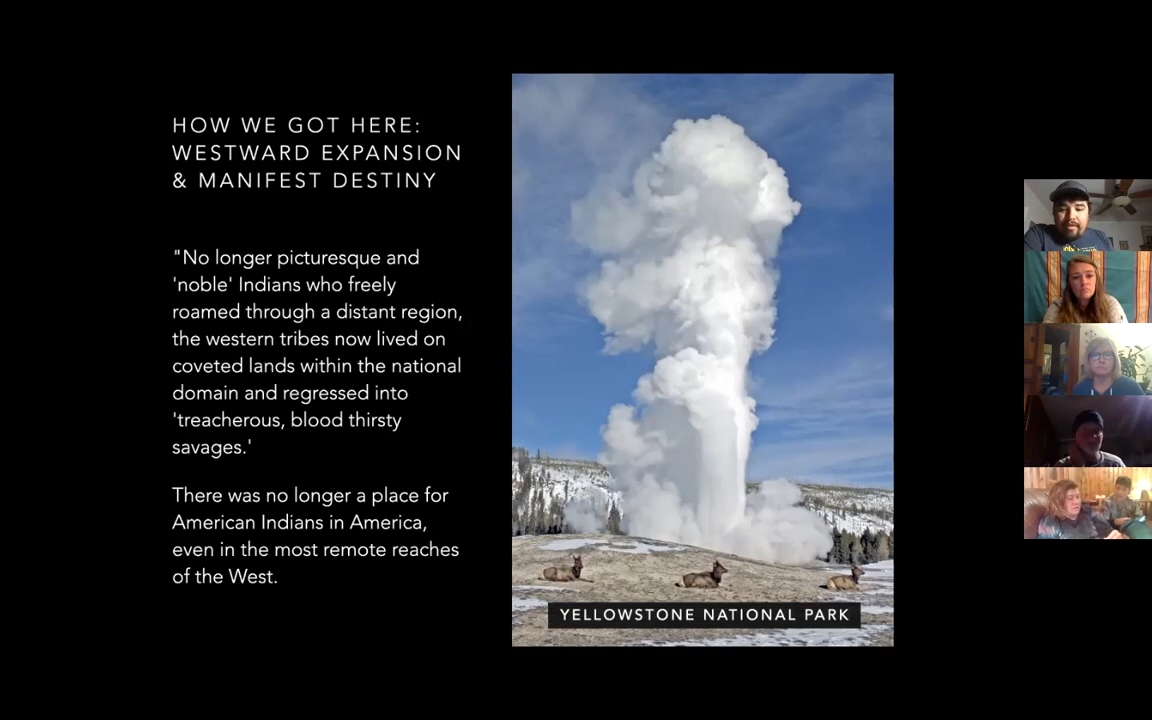 HOW WE GOT HERE:
WESTWARD EXPANSION
& MANIFEST DESTINY
"No longer picturesque and
'noble' Indians who freely
roamed through a distant region,
the western tribes now lived on
coveted lands within the national
domain and regressed into
'treacherous, blood thirsty
savages.'
There was no longer a place for
American Indians in America,
even in the most remote reaches
of the West.
YELLOWSTONE NATIONAL PARK